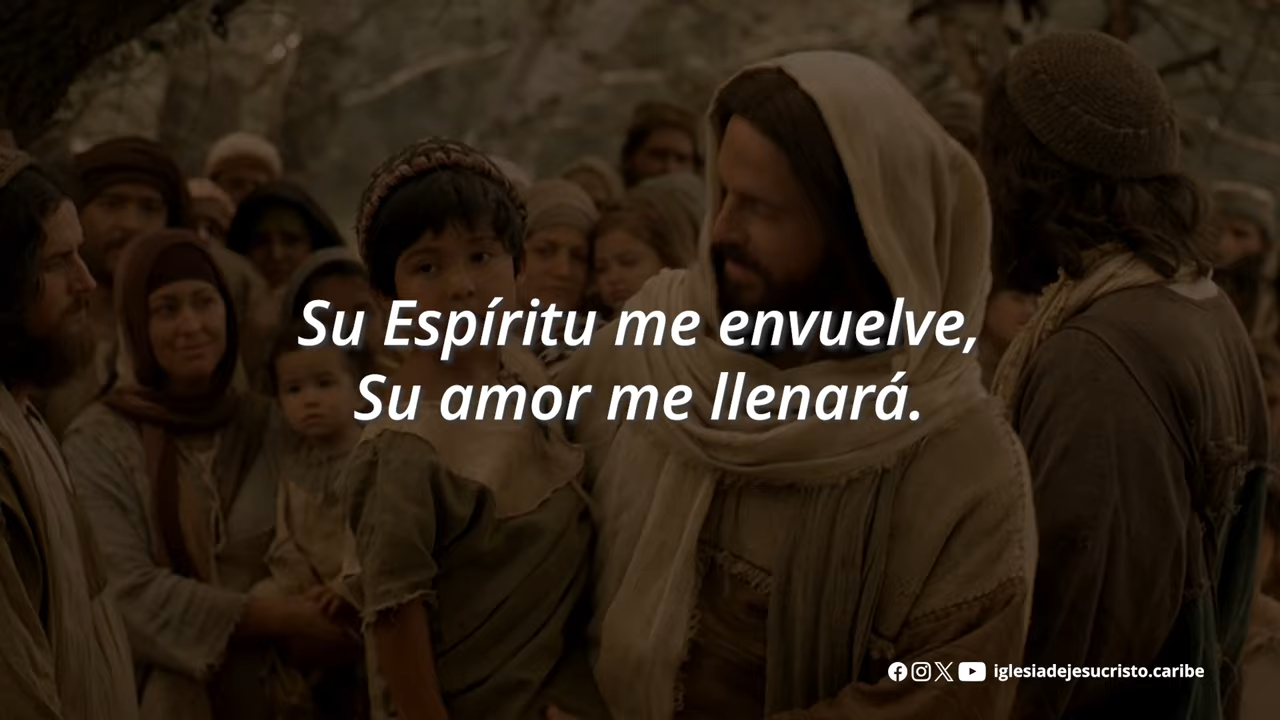 Su Espíritu me envuelve,
Su amor me llenará.
iglesiadejesucristo.caribe